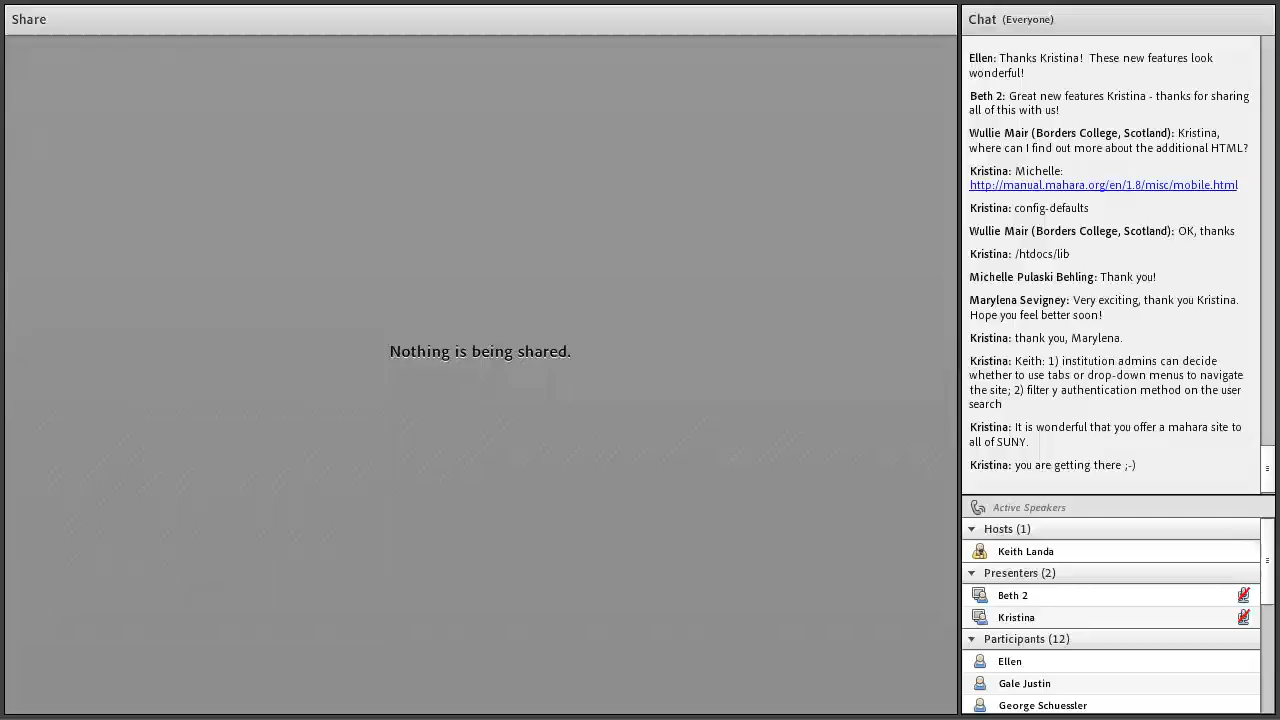 Share
Nothing is being shared.
Chat (Everyone)
Ellen: Thanks Kristina!  These new features look
wonderful!
Beth 2: Great new features Kristina - thanks for sharing
all of this with us!
Wullie Mair (Borders College, Scotland): Kristina,
where can I find out more about the additional HTML?
Kristina: Michelle:
http://manual.mahara.org/en/1.8/misc/mobile.html
Kristina: config-defaults
Wullie Mair (Borders College, Scotland): OK, thanks
Kristina: /htdocs/lib
Michelle Pulaski Behling: Thank you!
Marylena Sevigney: Very exciting, thank you Kristina.
Hope you feel better soon!
Kristina: thank you, Marylena.
Kristina: Keith: 1) institution admins can decide
whether to use tabs or drop-down menus to navigate
the site; 2) filter y authentication method on the user
search
Kristina: It is wonderful that you offer a mahara site to
all of SUNY.
Kristina: you are getting there ;-)
Active Speakers
Hosts (1)
Keith Landa
Presenters (2)
Beth 2
Kristina
Participants (12)
Ellen
Gale Justin
George Schuessler